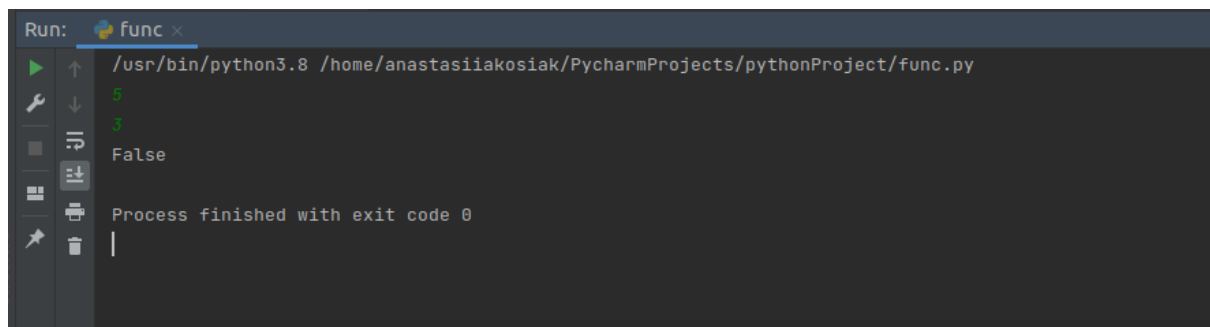 Run: func
/usr/bin/python3.8 /home/anastasiiakosiak/PycharmProjects/pythonProject/func.py
5
3
False
Process finished with exit code 0